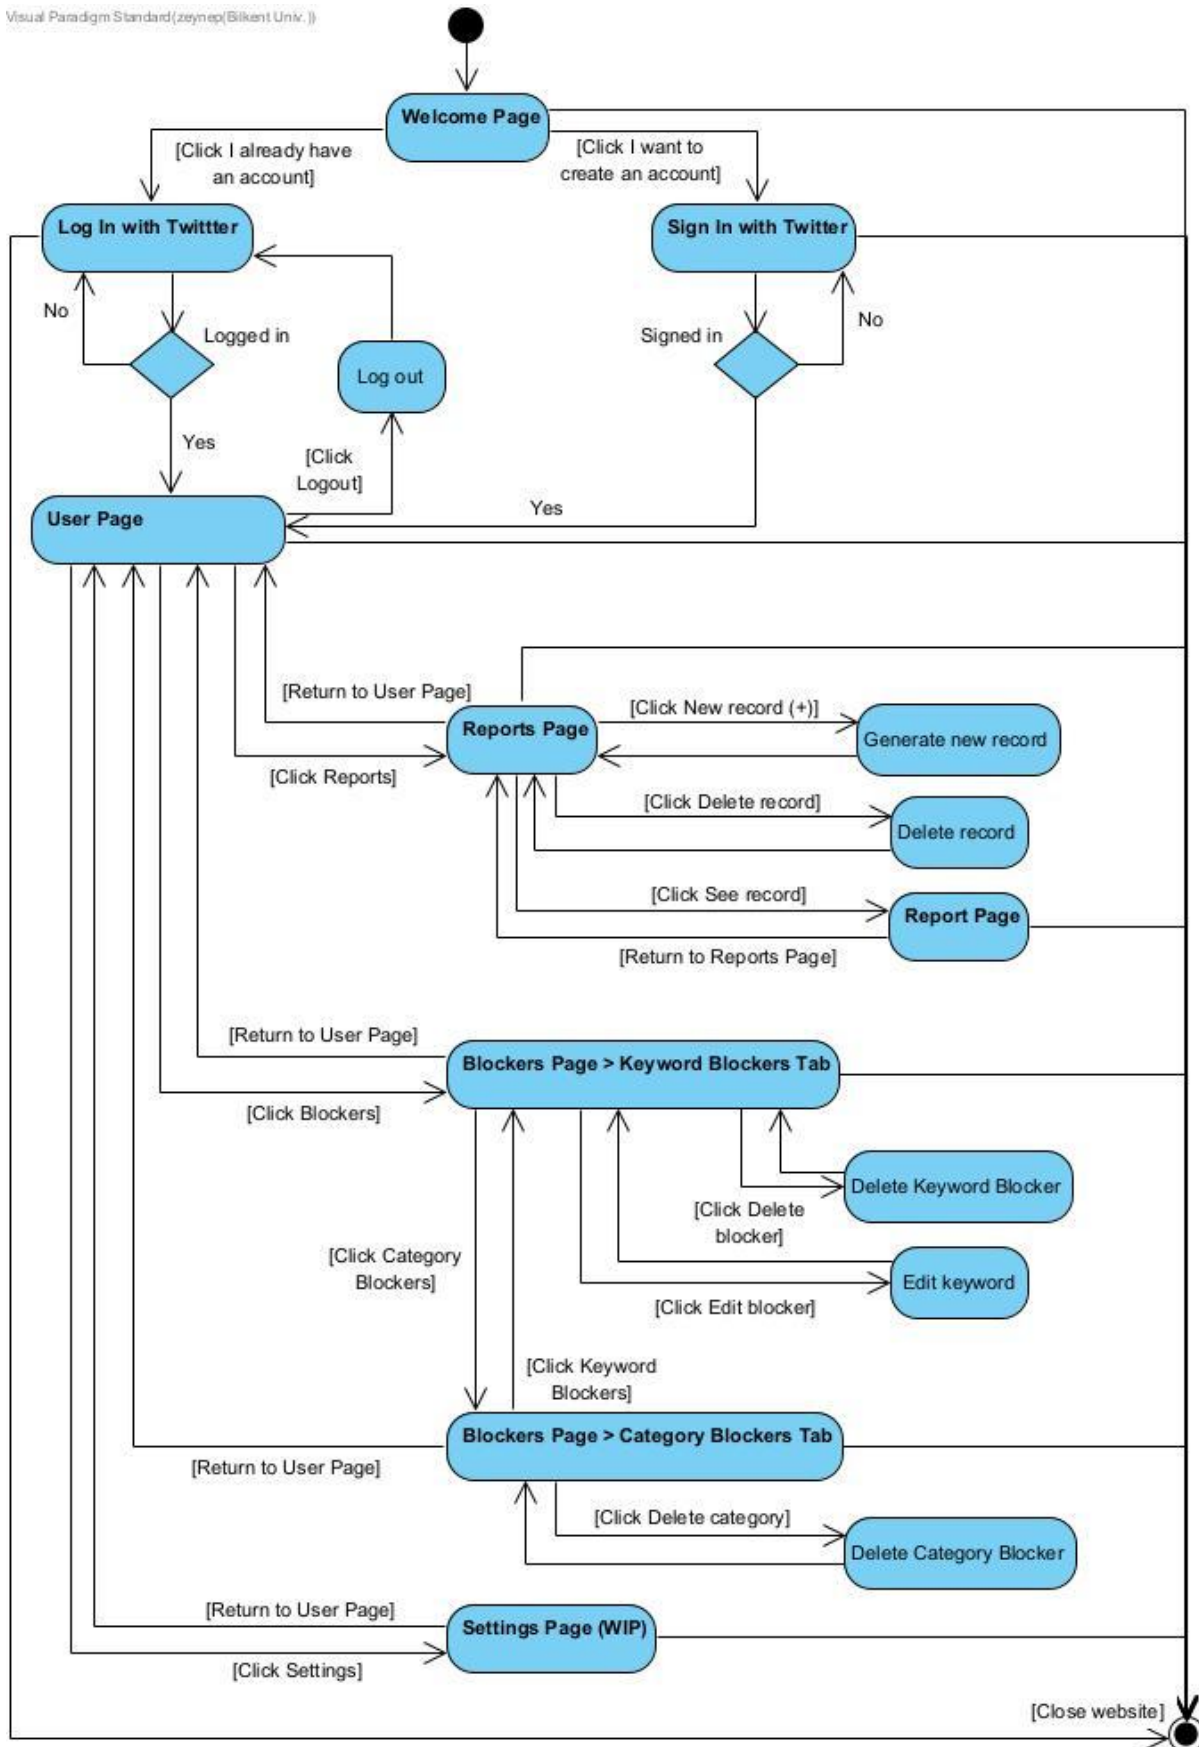 Visual Paradigm Standard(zeynep(Bilkent Univ.))
Welcome Page
[Click I already have
an account]
[Click I want to
create an account]
Log In with Twittter
Sign In with Twitter
No
Logged in
Signed in
No
Log out
Yes
[Click
Logout]
User Page
Yes
[Return to User Page]
[Click New record (+)]
Reports Page
Generate new record
[Click Reports]
[Click Delete record]
Delete record
[Click See record]
Report Page
[Return to Reports Page]
[Return to User Page]
Blockers Page > Keyword Blockers Tab
[Click Blockers]
Delete Keyword Blocker
[Click Delete
blocker]
[Click Category
Blockers]
Edit keyword
[Click Edit blocker]
[Click Keyword
Blockers]
Blockers Page > Category Blockers Tab
[Return to User Page]
[Click Delete category]
Delete Category Blocker
[Return to User Page]
Settings Page (WIP)
[Click Settings]
[Close website]